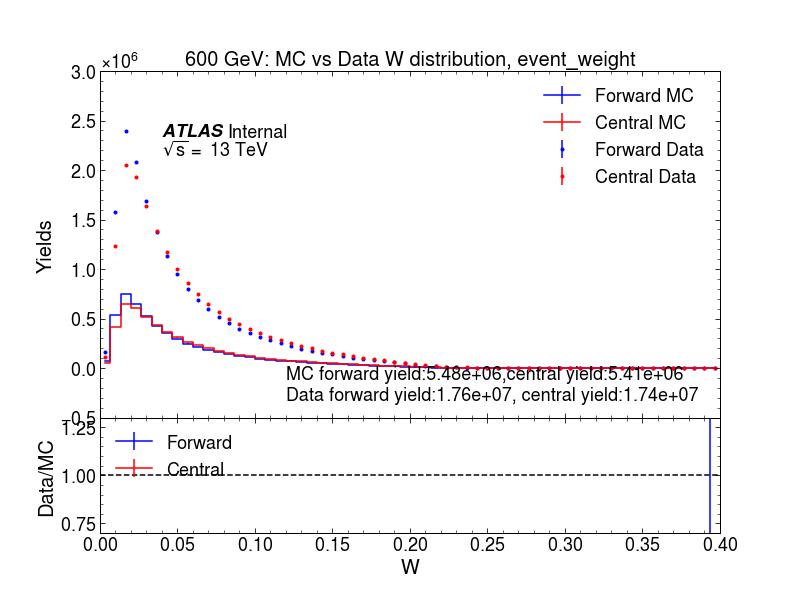 600 GeV: MC vs Data W distribution, event_weight
×10⁶
3.0
2.5
2.0
1.5
1.0
0.5
0.0
0.5
Yields
ATLAS Internal
√s = 13 TeV
Forward MC
Central MC
Forward Data
Central Data
MC forward yield:5.48e+06,central yield:5.41e+06
Data forward yield:1.76e+07, central yield:1.74e+07
1.25
1.00
0.75
Data/MC
Forward
Central
0.00 0.05 0.10 0.15 0.20 0.25 0.30 0.35 0.40
W